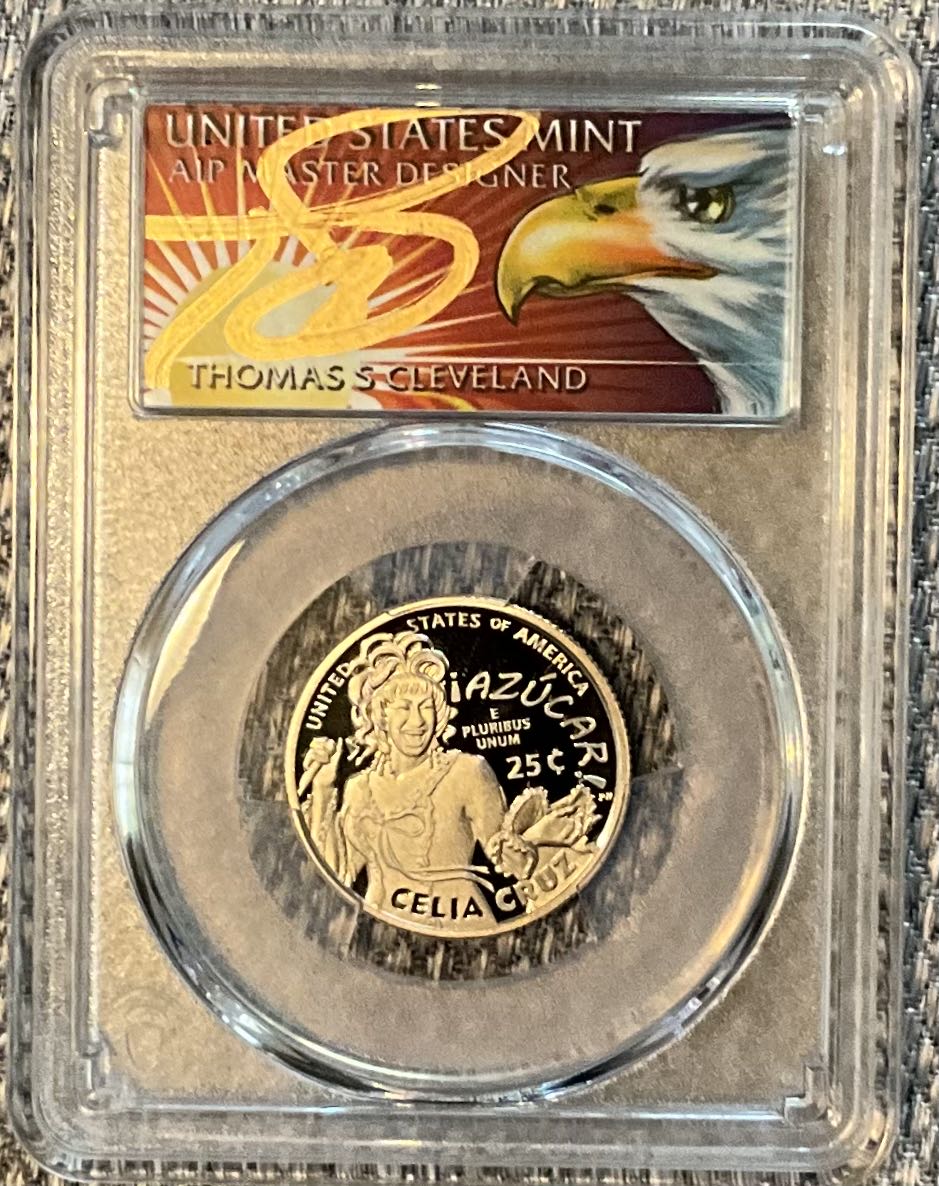 UNITED STATES MINT
AIP MASTER DESIGNER
THOMAS S CLEVELAND
UNITED STATES OF AMERICA
¡AZÚCAR!
E
PLURIBUS
UNUM
25¢
CELIA CRUZ